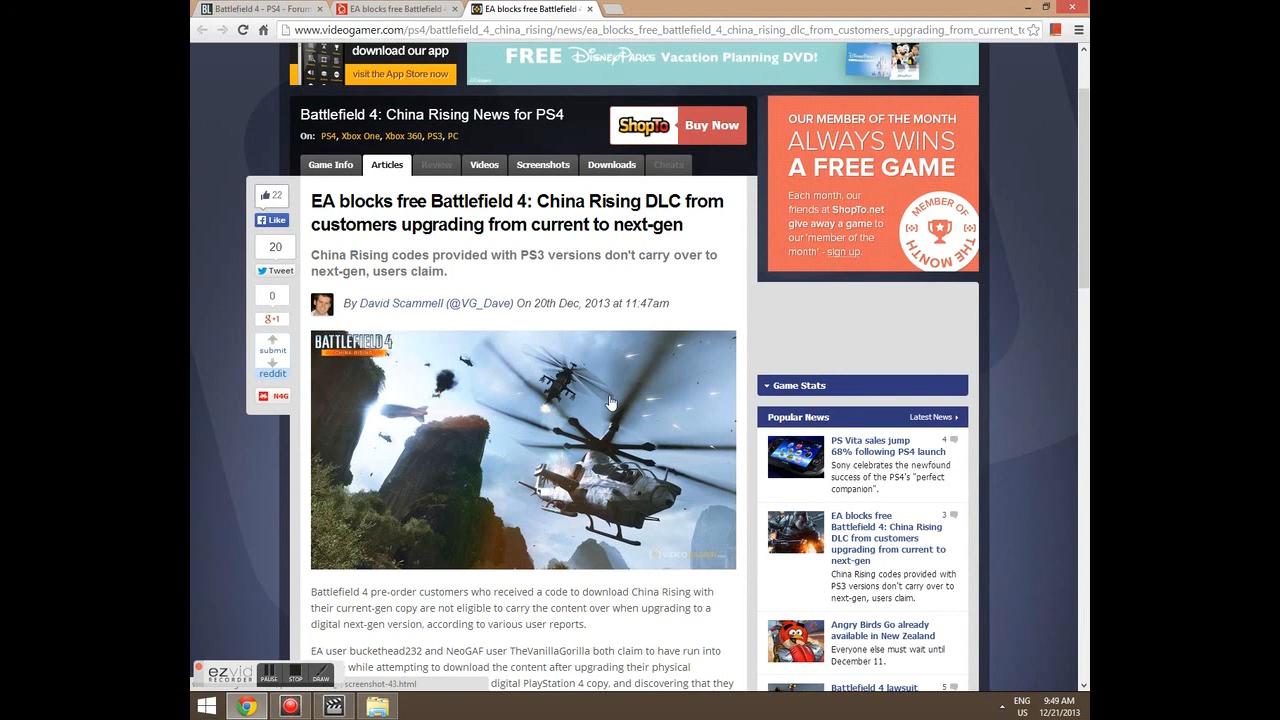 Battlefield 4 - PS4 - Forum
EA blocks free Battlefield
EA blocks free Battlefield
www.videogamer.com/ps4/battlefield_4_china_rising/news/ea_blocks_free_battlefield_4_china_rising_dlc_from_customers_upgrading_from_current_to
download our app
visit the App Store now
FREE Disney Parks Vacation Planning DVD!
Battlefield 4: China Rising News for PS4
On: PS4, Xbox One, Xbox 360, PS3, PC
ShopTo Buy Now
Game Info Articles Review Videos Screenshots Downloads Cheats
22
Like
20
Tweet
0
+1
submit
reddit
N4G
EA blocks free Battlefield 4: China Rising DLC from
customers upgrading from current to next-gen
China Rising codes provided with PS3 versions don't carry over to
next-gen, users claim.
By David Scammell (@VG_Dave) On 20th Dec, 2013 at 11:47am
BATTLEFIELD 4
CHINA RISING
VIDEOGAMER.com
Battlefield 4 pre-order customers who received a code to download China Rising with
their current-gen copy are not eligible to carry the content over when upgrading to a
digital next-gen version, according to various user reports.
EA user buckethead232 and NeoGAF user TheVanillaGorilla both claim to have run into
while attempting to download the content after upgrading their physical
digital PlayStation 4 copy, and discovering that they
OUR MEMBER OF THE MONTH
ALWAYS WINS
A FREE GAME
Each month, our
friends at ShopTo.net
give away a game to
our 'member of the
month' - sign up.
MEMBER OF
THE MONTH
Game Stats
Popular News
Latest News
PS Vita sales jump
68% following PS4 launch
4
Sony celebrates the newfound
success of the PS4's "perfect
companion".
EA blocks free
Battlefield 4: China Rising
DLC from customers
upgrading from current to
next-gen
3
China Rising codes provided with
PS3 versions don't carry over to
next-gen, users claim.
Angry Birds Go already
available in New Zealand
Everyone else must wait until
December 11.
Battlefield 4 lawsuit
5
ezvid
RECORDER
PAUSE STOP DRAW
screenshot-43.html
ENG
US
9:49 AM
12/21/2013